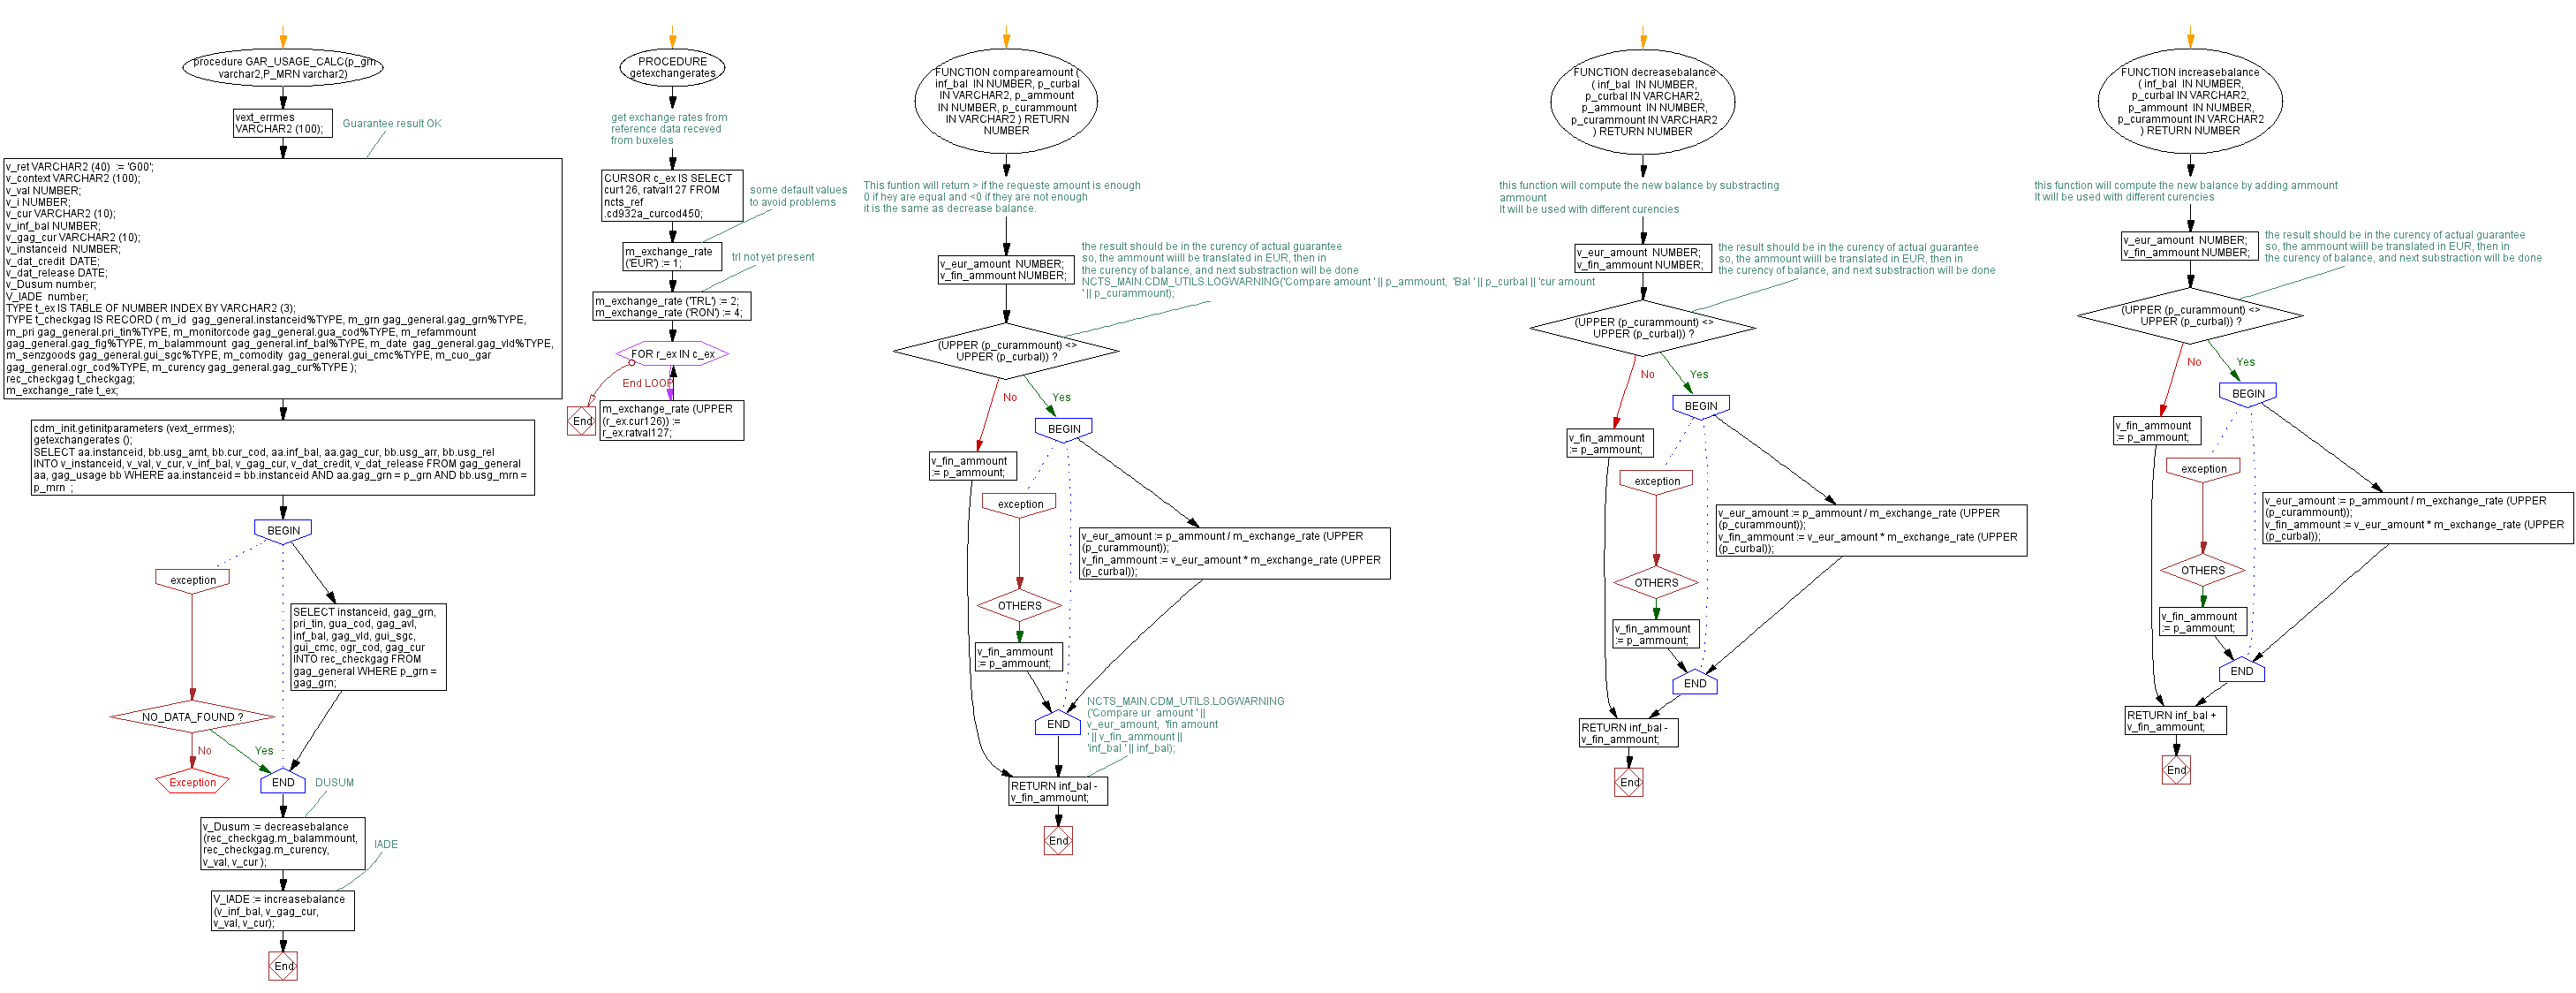 procedure GAR_USAGE_CALC(p_grn
varchar2,P_MRN varchar2)
vext_errmes
VARCHAR2 (100);
Guarantee result OK
v_ret VARCHAR2 (40)  := 'G00';
v_context VARCHAR2 (100);
v_val NUMBER;
v_i NUMBER;
v_cur VARCHAR2 (10);
v_inf_bal NUMBER;
v_gag_cur VARCHAR2 (10);
v_instanceid  NUMBER;
v_dat_credit  DATE;
v_dat_release DATE;
v_Dusum number;
V_IADE  number;
TYPE t_ex IS TABLE OF NUMBER INDEX BY VARCHAR2 (3);
TYPE t_checkgag IS RECORD ( m_id  gag_general.instanceid%TYPE, m_grn gag_general.gag_grn%TYPE,
m_pri gag_general.pri_tin%TYPE, m_monitorcode gag_general.gua_cod%TYPE, m_refammount
gag_general.gag_fig%TYPE, m_balammount  gag_general.inf_bal%TYPE, m_date  gag_general.gag_vld%TYPE,
m_senzgoods gag_general.gui_sgc%TYPE, m_comodity  gag_general.gui_cmc%TYPE, m_cuo_gar
gag_general.ogr_cod%TYPE, m_curency gag_general.gag_cur%TYPE );
rec_checkgag t_checkgag;
m_exchange_rate t_ex;
cdm_init.getinitparameters (vext_errmes);
getexchangerates ();
SELECT aa.instanceid, bb.usg_amt, bb.cur_cod, aa.inf_bal, aa.gag_cur, bb.usg_arr, bb.usg_rel
INTO v_instanceid, v_val, v_cur, v_inf_bal, v_gag_cur, v_dat_credit, v_dat_release FROM gag_general
aa, gag_usage bb WHERE aa.instanceid = bb.instanceid AND aa.gag_grn = p_grn AND bb.usg_mrn =
p_mrn  ;
BEGIN
exception
SELECT instanceid, gag_grn,
pri_tin, gua_cod, gag_avl,
inf_bal, gag_vld, gui_sgc,
gui_cmc, ogr_cod, gag_cur
INTO rec_checkgag FROM
gag_general WHERE p_grn =
gag_grn;
NO_DATA_FOUND ?
No
Yes
Exception
END
DUSUM
v_Dusum := decreasebalance
(rec_checkgag.m_balammount,
rec_checkgag.m_curency,
v_val, v_cur );
IADE
V_IADE := increasebalance
(v_inf_bal, v_gag_cur,
v_val, v_cur);
End
PROCEDURE
getexchangerates
get exchange rates from
reference data receved
from buxeles
CURSOR c_ex IS SELECT
cur126, ratval127 FROM
ncts_ref
.cd932a_curcod450;
some default values
to avoid problems
m_exchange_rate
('EUR') := 1;
trl not yet present
m_exchange_rate ('TRL') := 2;
m_exchange_rate ('RON') := 4;
FOR r_ex IN c_ex
End LOOP
End
m_exchange_rate (UPPER
(r_ex.cur126)) :=
r_ex.ratval127;
FUNCTION compareamount (
inf_bal  IN NUMBER, p_curbal
IN VARCHAR2, p_ammount
IN NUMBER, p_curammount
IN VARCHAR2 ) RETURN
NUMBER
This funtion will return > if the requeste amount is enough
0 if hey are equal and <0 if they are not enough
it is the same as decrease balance.
v_eur_amount  NUMBER;
v_fin_ammount NUMBER;
the result should be in the curency of actual guarantee
so, the ammount wiill be translated in EUR, then in
the curency of balance, and next substraction will be done
NCTS_MAIN.CDM_UTILS.LOGWARNING('Compare amount ' || p_ammount,  'Bal ' || p_curbal || 'cur amount
' || p_curammount);
(UPPER (p_curammount) <>
UPPER (p_curbal)) ?
No
Yes
BEGIN
v_fin_ammount
:= p_ammount;
exception
v_eur_amount := p_ammount / m_exchange_rate (UPPER
(p_curammount));
v_fin_ammount := v_eur_amount * m_exchange_rate (UPPER
(p_curbal));
OTHERS
v_fin_ammount
:= p_ammount;
END
NCTS_MAIN.CDM_UTILS.LOGWARNING
('Compare ur  amount ' ||
v_eur_amount,  'fin amount
' || v_fin_ammount ||
'inf_bal ' || inf_bal);
RETURN inf_bal -
v_fin_ammount;
End
FUNCTION decreasebalance
( inf_bal  IN NUMBER,
p_curbal IN VARCHAR2,
p_ammount  IN NUMBER,
p_curammount IN VARCHAR2
) RETURN NUMBER
this function will compute the new balance by substracting
ammount
It will be used with different curencies
v_eur_amount  NUMBER;
v_fin_ammount NUMBER;
the result should be in the curency of actual guarantee
so, the ammount wiill be translated in EUR, then in
the curency of balance, and next substraction will be done
(UPPER (p_curammount) <>
UPPER (p_curbal)) ?
No
Yes
BEGIN
v_fin_ammount
:= p_ammount;
exception
v_eur_amount := p_ammount / m_exchange_rate (UPPER
(p_curammount));
v_fin_ammount := v_eur_amount * m_exchange_rate (UPPER
(p_curbal));
OTHERS
v_fin_ammount
:= p_ammount;
END
RETURN inf_bal -
v_fin_ammount;
End
FUNCTION increasebalance
( inf_bal  IN NUMBER,
p_curbal IN VARCHAR2,
p_ammount  IN NUMBER,
p_curammount IN VARCHAR2
) RETURN NUMBER
this function will compute the new balance by adding ammount
It will be used with different curencies
v_eur_amount  NUMBER;
v_fin_ammount NUMBER;
the result should be in the curency of actual guarantee
so, the ammount wiill be translated in EUR, then in
the curency of balance, and next substraction will be done
(UPPER (p_curammount) <>
UPPER (p_curbal)) ?
No
Yes
BEGIN
v_fin_ammount
:= p_ammount;
exception
v_eur_amount := p_ammount / m_exchange_rate (UPPER
(p_curammount));
v_fin_ammount := v_eur_amount * m_exchange_rate (UPPER
(p_curbal));
OTHERS
v_fin_ammount
:= p_ammount;
END
RETURN inf_bal +
v_fin_ammount;
End